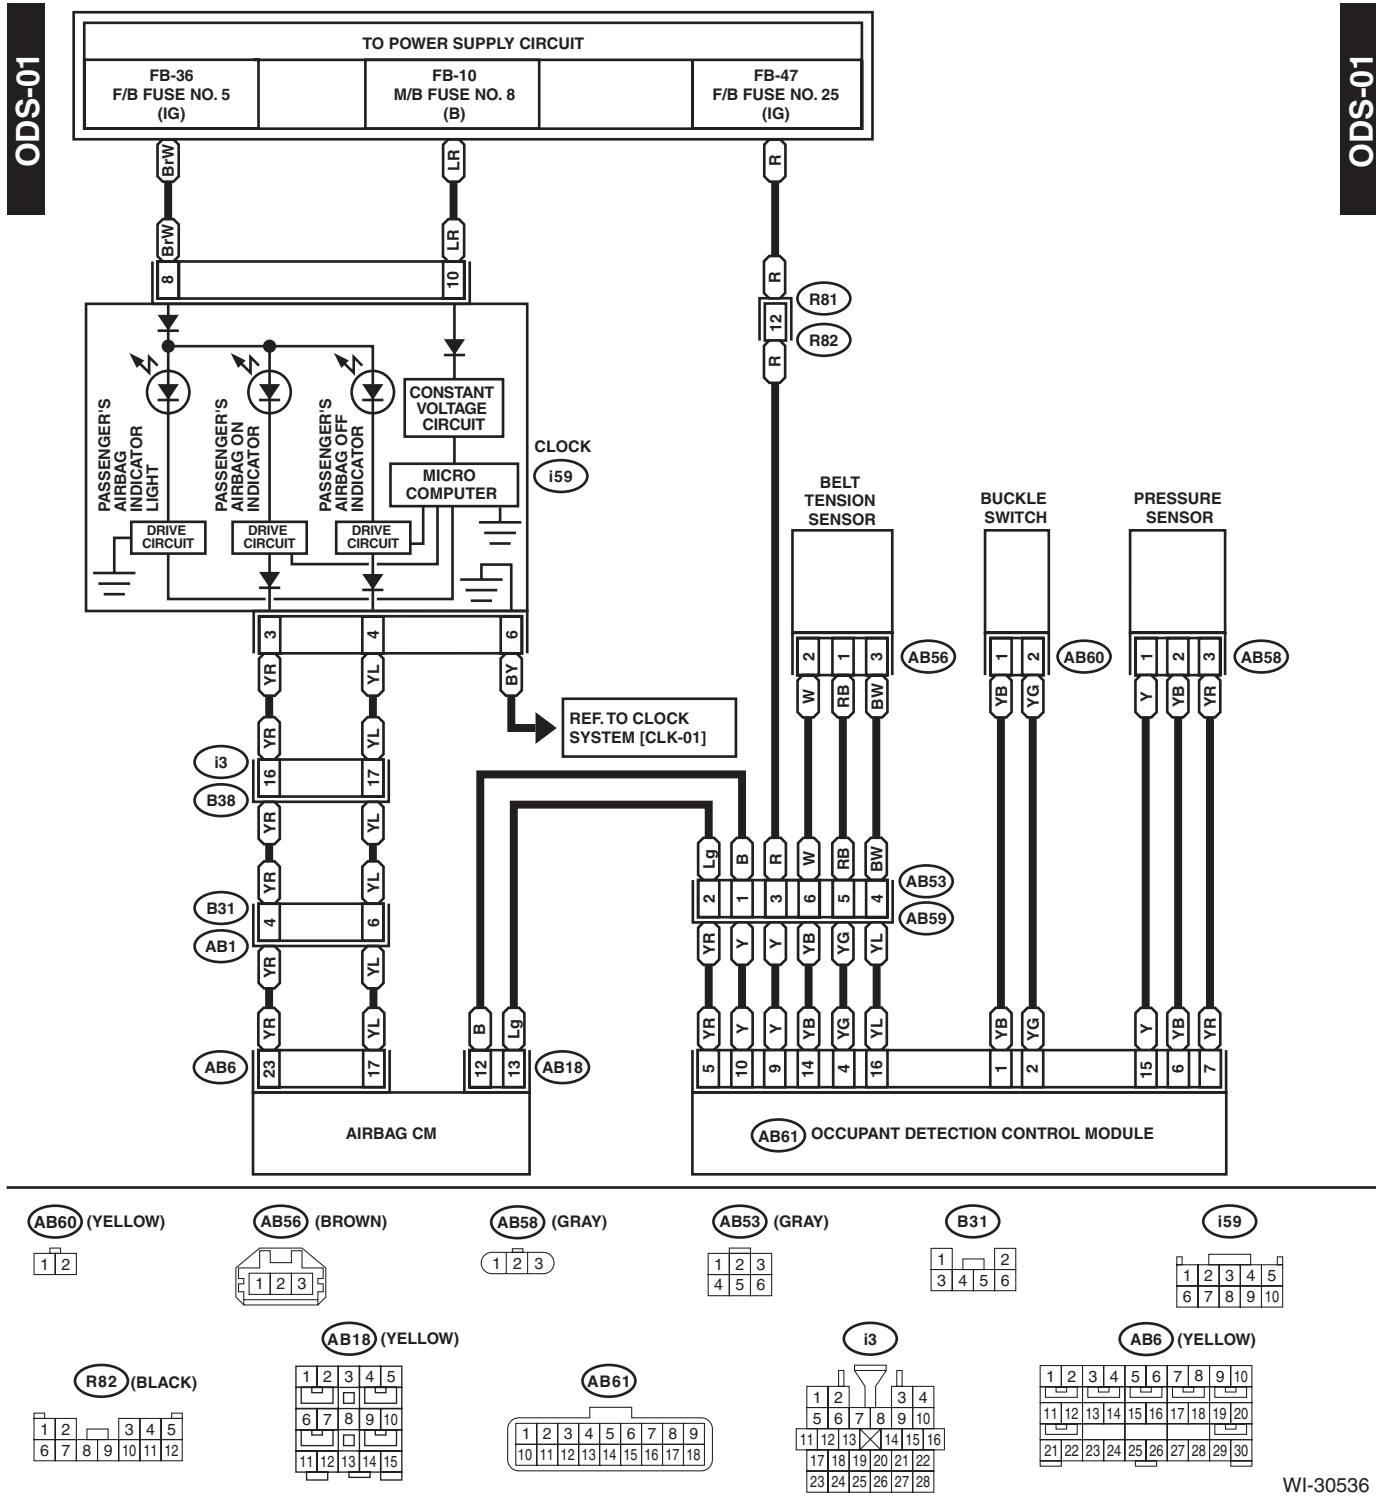 ODS-01
ODS-01
TO POWER SUPPLY CIRCUIT
FB-36
F/B FUSE NO. 5
(IG)
FB-10
M/B FUSE NO. 8
(B)
FB-47
F/B FUSE NO. 25
(IG)
BrW
LR
R
BrW
LR
R
8
10
12
R81
R82
R
PASSENGER'S
AIRBAG
INDICATOR
LIGHT
PASSENGER'S
AIRBAG ON
INDICATOR
PASSENGER'S
AIRBAG OFF
INDICATOR
CONSTANT
VOLTAGE
CIRCUIT
MICRO
COMPUTER
CLOCK
i59
DRIVE
CIRCUIT
DRIVE
CIRCUIT
DRIVE
CIRCUIT
BELT
TENSION
SENSOR
BUCKLE
SWITCH
PRESSURE
SENSOR
3
4
6
2
1
3
AB56
1
2
AB60
1
2
3
AB58
YR
YL
BY
W
RB
BW
YB
YG
Y
YB
YR
REF. TO CLOCK
SYSTEM [CLK-01]
YR
YL
i3
B38
16
17
YR
YL
YR
YL
Lg
B
R
W
RB
BW
B31
AB1
4
6
2
1
3
6
5
4
AB53
AB59
YR
YL
YR
Y
Y
YB
YG
YL
YR
YL
B
Lg
YR
Y
Y
YB
YG
YL
YB
YG
Y
YB
YR
AB6
23
17
12
13
AB18
5
10
9
14
4
16
1
2
15
6
7
AIRBAG CM
AB61 OCCUPANT DETECTION CONTROL MODULE
AB60 (YELLOW)
1 2
AB56 (BROWN)
1 2 3
AB58 (GRAY)
1 2 3
AB53 (GRAY)
1 2 3
4 5 6
B31
1 2
3 4 5 6
i59
1 2 3 4 5
6 7 8 9 10
R82 (BLACK)
1 2 3 4 5
6 7 8 9 10 11 12
AB18 (YELLOW)
1 2 3 4 5
6 7 8 9 10
11 12 13 14 15
AB61
1 2 3 4 5 6 7 8 9
10 11 12 13 14 15 16 17 18
i3
1 2 3 4
5 6 7 8 9 10
11 12 13 14 15 16
17 18 19 20 21 22
23 24 25 26 27 28
AB6 (YELLOW)
1 2 3 4 5 6 7 8 9 10
11 12 13 14 15 16 17 18 19 20
21 22 23 24 25 26 27 28 29 30
WI-30536